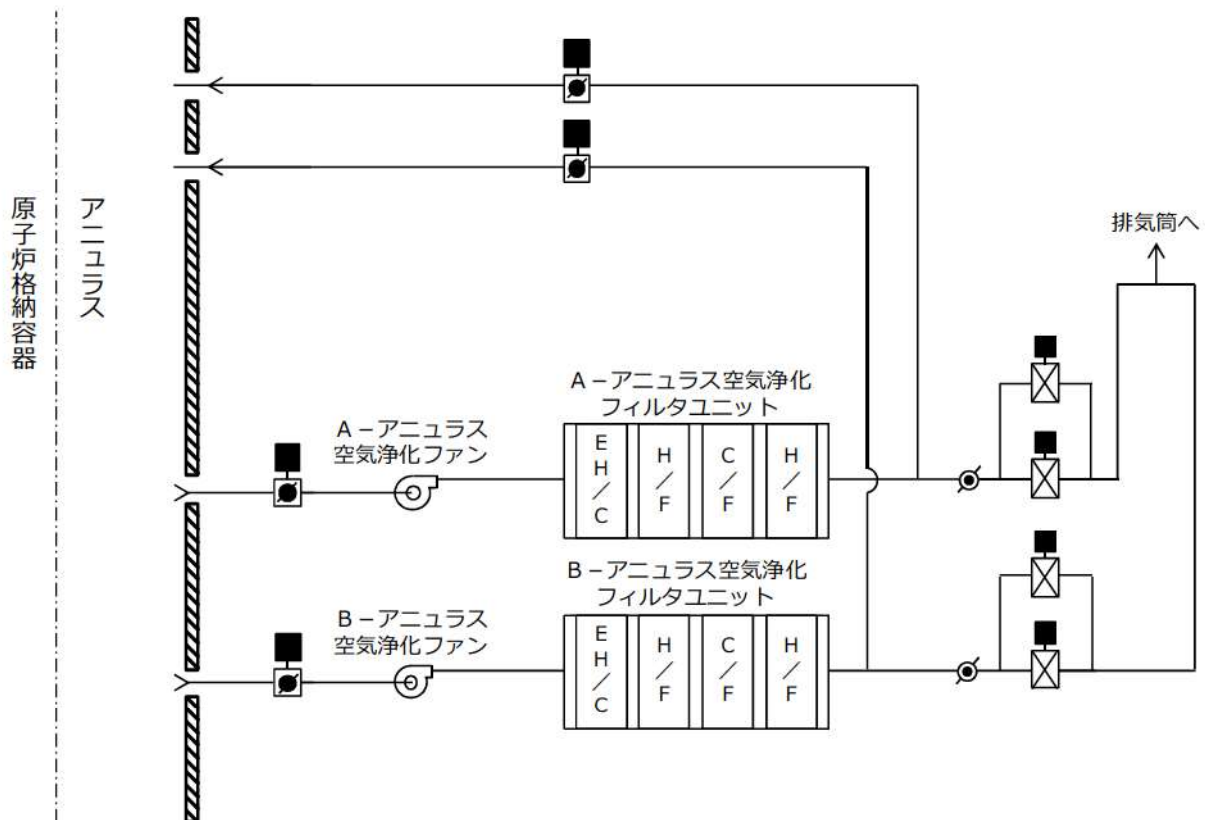 原子炉格納容器
アニュラス
排気筒へ
A－アニュラス空気浄化
フィルタユニット
A－アニュラス
空気浄化ファン
EH／C
H／F
C／F
H／F
B－アニュラス空気浄化
フィルタユニット
B－アニュラス
空気浄化ファン
EH／C
H／F
C／F
H／F